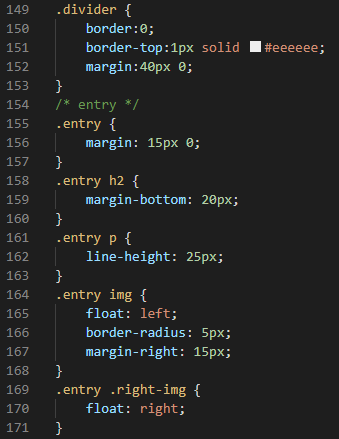 149 .divider {
150 border:0;
151 border-top:1px solid #eeeeee;
152 margin:40px 0;
153 }
154 /* entry */
155 .entry {
156 margin: 15px 0;
157 }
158 .entry h2 {
159 margin-bottom: 20px;
160 }
161 .entry p {
162 line-height: 25px;
163 }
164 .entry img {
165 float: left;
166 border-radius: 5px;
167 margin-right: 15px;
168 }
169 .entry .right-img {
170 float: right;
171 }